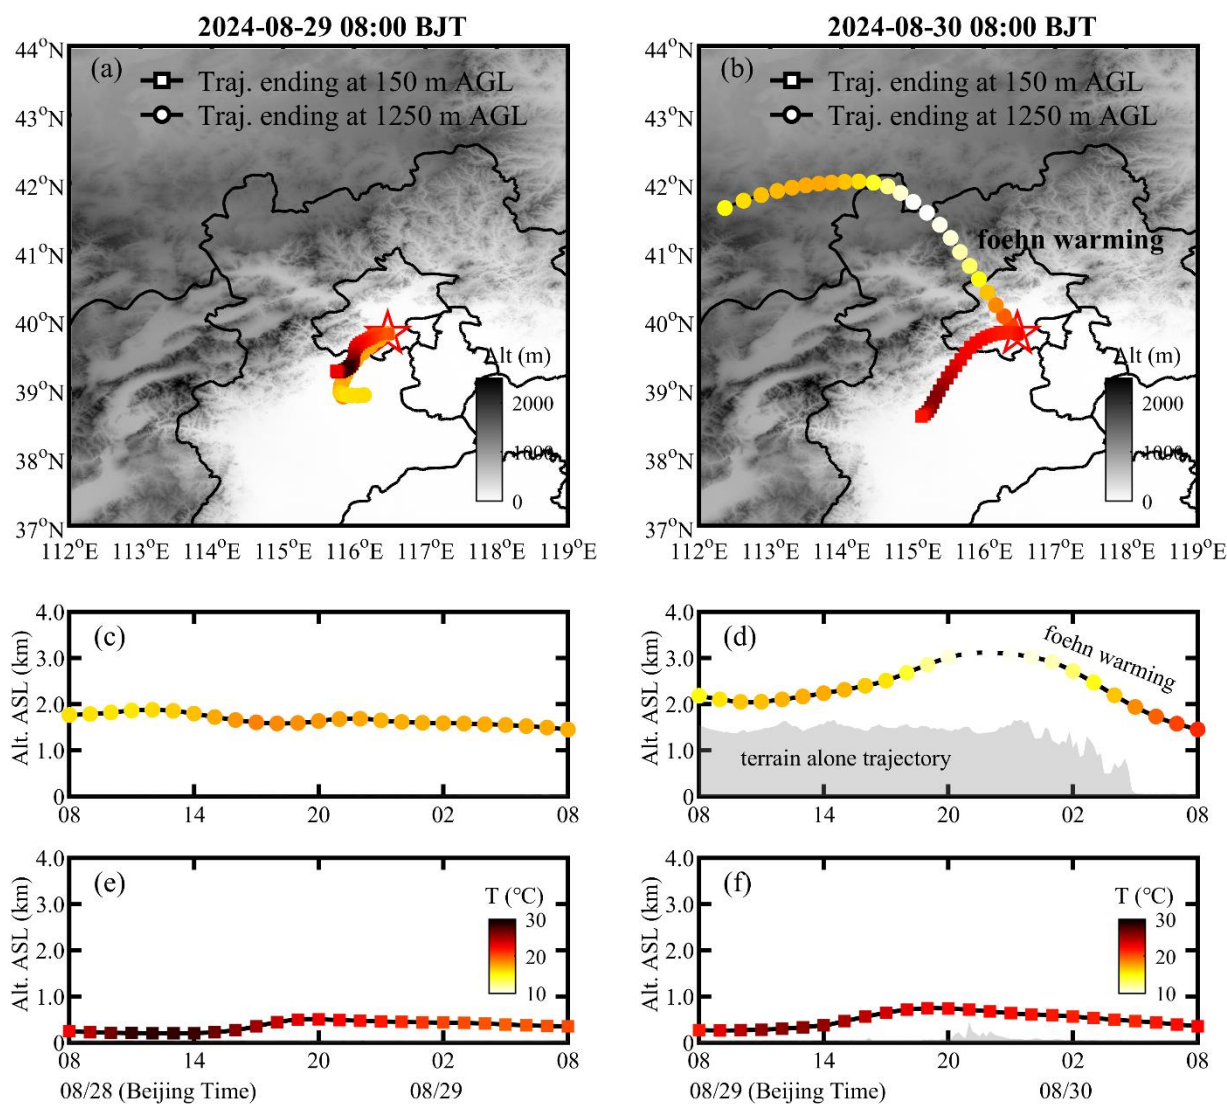 2024-08-29 08:00 BJT
2024-08-30 08:00 BJT
44°N
43°N
42°N
41°N
40°N
39°N
38°N
37°N
(a)
Traj. ending at 150 m AGL
Traj. ending at 1250 m AGL
Alt (m)
2000
1000
0
112°E 113°E 114°E 115°E 116°E 117°E 118°E 119°E
44°N
43°N
42°N
41°N
40°N
39°N
38°N
37°N
(b)
Traj. ending at 150 m AGL
Traj. ending at 1250 m AGL
foehn warming
Alt (m)
2000
1000
0
112°E 113°E 114°E 115°E 116°E 117°E 118°E 119°E
Alt. ASL (km)
4.0
3.0
2.0
1.0
0
(c)
08 14 20 02 08
Alt. ASL (km)
4.0
3.0
2.0
1.0
0
(d)
foehn warming
terrain alone trajectory
08 14 20 02 08
Alt. ASL (km)
4.0
3.0
2.0
1.0
0
(e)
T (°C)
30
20
10
08 14 20 02 08
08/28 (Beijing Time) 08/29
Alt. ASL (km)
4.0
3.0
2.0
1.0
0
(f)
T (°C)
30
20
10
08 14 20 02 08
08/29 (Beijing Time) 08/30